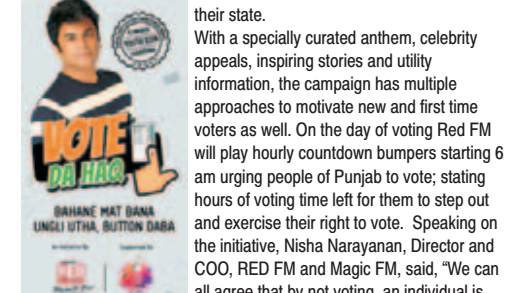 VOTE
DA HAQ
BAHANE MAT BANA
UNGLI UTHA, BUTTON DABA
RED
their state.
With a specially curated anthem, celebrity
appeals, inspiring stories and utility
information, the campaign has multiple
approaches to motivate new and first time
voters as well. On the day of voting Red FM
will play hourly countdown bumpers starting 6
am urging people of Punjab to vote; stating
hours of voting time left for them to step out
and exercise their right to vote.  Speaking on
the initiative, Nisha Narayanan, Director and
COO, RED FM and Magic FM, said, “We can
all agree that by not voting, an individual is